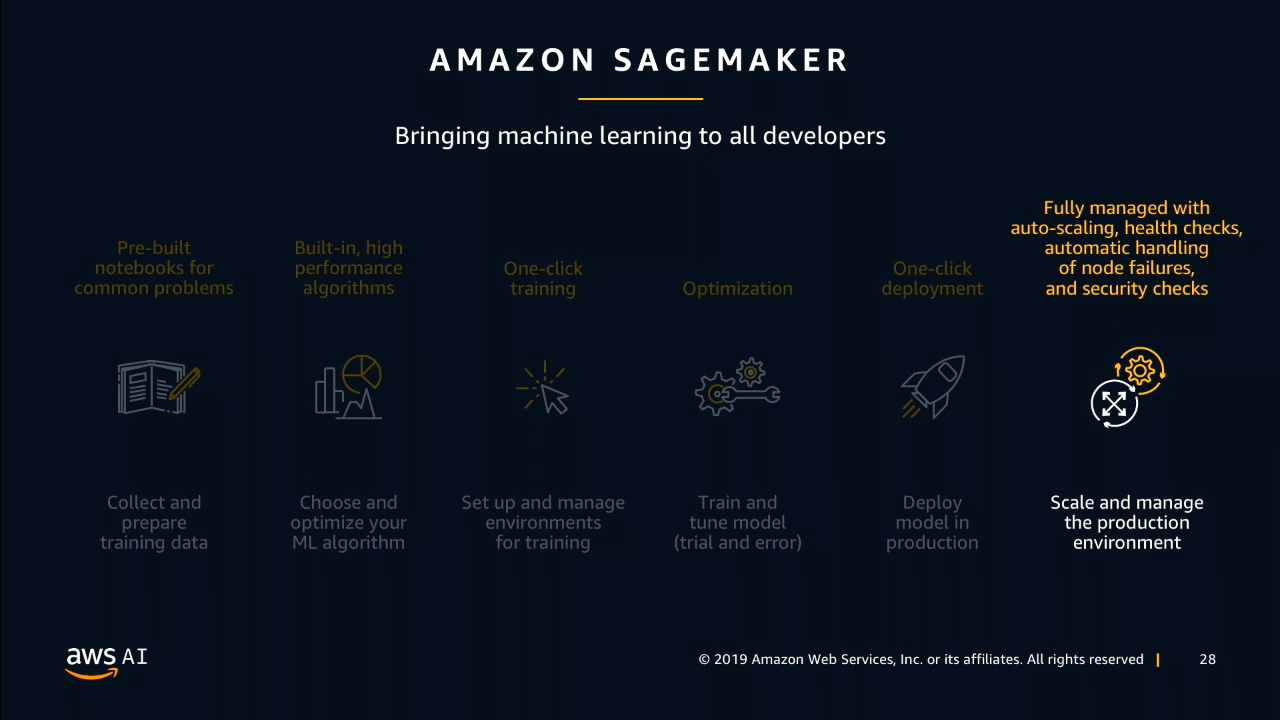 AMAZON SAGEMAKER
Bringing machine learning to all developers
Pre-built
notebooks for
common problems
Built-in, high
performance
algorithms
One-click
training
Optimization
One-click
deployment
Fully managed with
auto-scaling, health checks,
automatic handling
of node failures,
and security checks
Collect and
prepare
training data
Choose and
optimize your
ML algorithm
Set up and manage
environments
for training
Train and
tune model
(trial and error)
Deploy
model in
production
Scale and manage
the production
environment
aws AI
© 2019 Amazon Web Services, Inc. or its affiliates. All rights reserved | 28